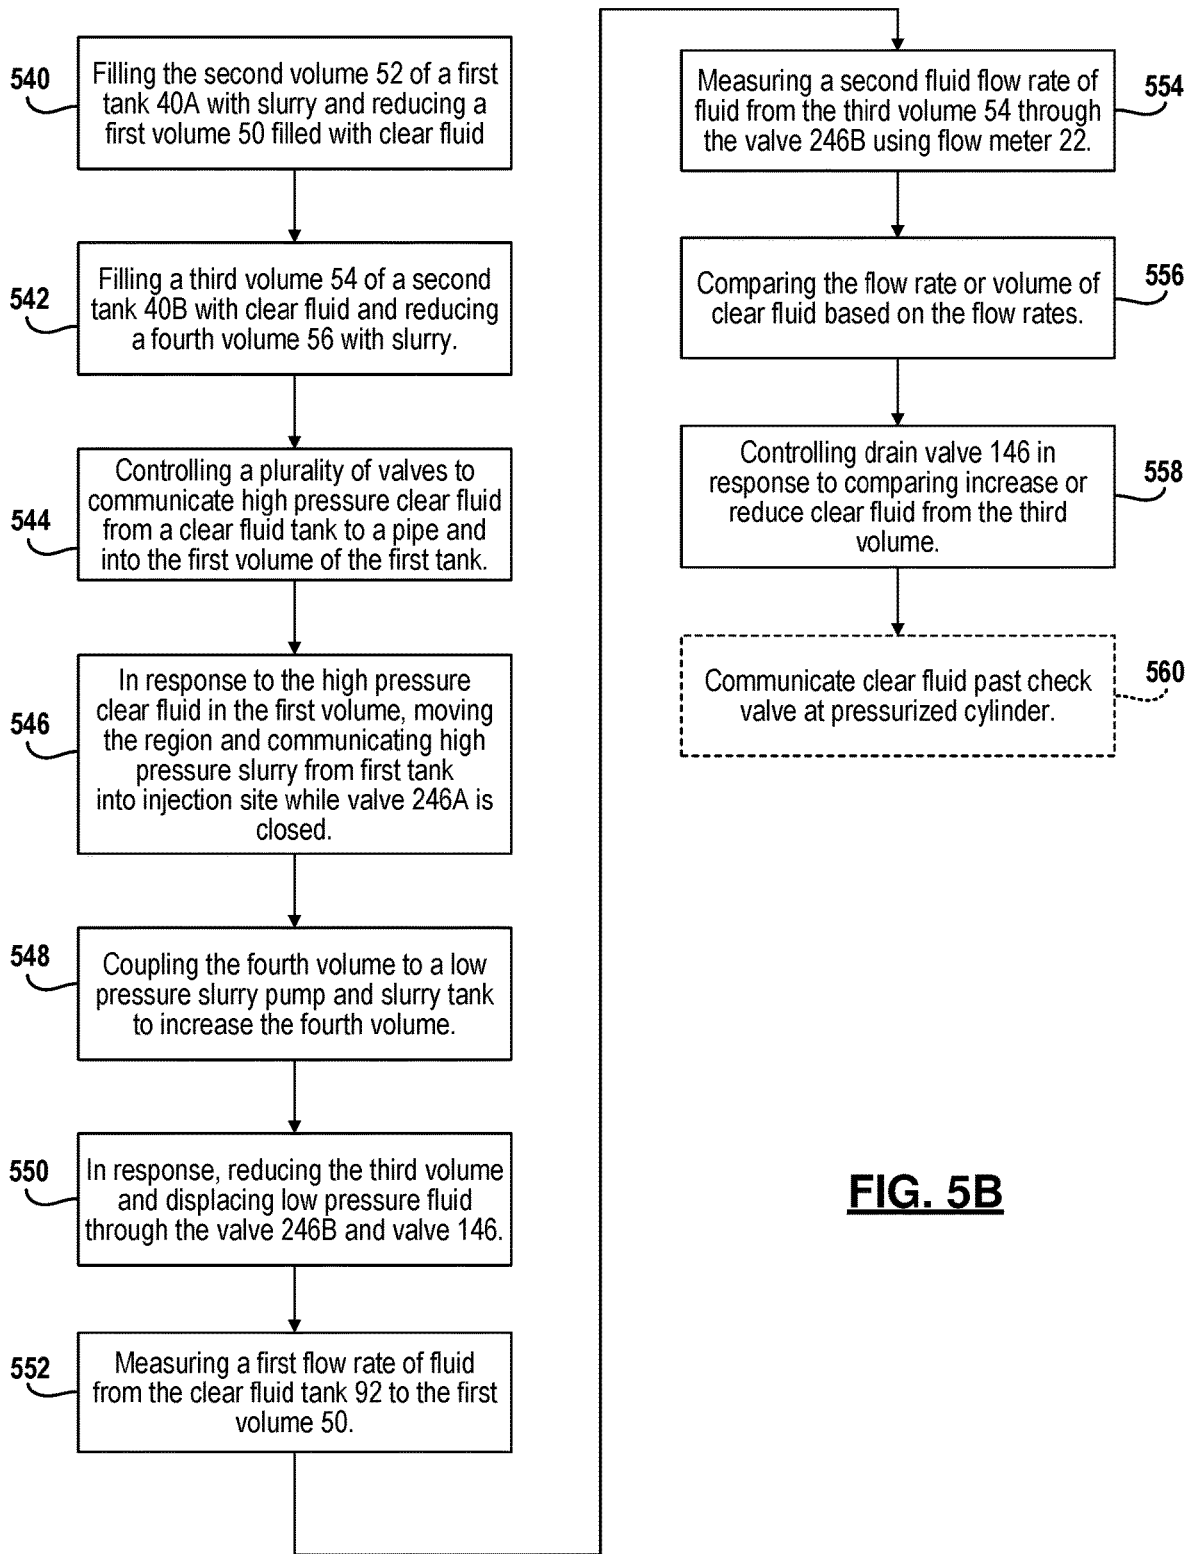 540
Filling the second volume 52 of a first
tank 40A with slurry and reducing a
first volume 50 filled with clear fluid
542
Filling a third volume 54 of a second
tank 40B with clear fluid and reducing
a fourth volume 56 with slurry.
544
Controlling a plurality of valves to
communicate high pressure clear fluid
from a clear fluid tank to a pipe and
into the first volume of the first tank.
546
In response to the high pressure
clear fluid in the first volume, moving
the region and communicating high
pressure slurry from first tank
into injection site while valve 246A is
closed.
548
Coupling the fourth volume to a low
pressure slurry pump and slurry tank
to increase the fourth volume.
550
In response, reducing the third volume
and displacing low pressure fluid
through the valve 246B and valve 146.
552
Measuring a first flow rate of fluid
from the clear fluid tank 92 to the first
volume 50.
554
Measuring a second fluid flow rate of
fluid from the third volume 54 through
the valve 246B using flow meter 22.
556
Comparing the flow rate or volume of
clear fluid based on the flow rates.
558
Controlling drain valve 146 in
response to comparing increase or
reduce clear fluid from the third
volume.
560
Communicate clear fluid past check
valve at pressurized cylinder.
FIG. 5B